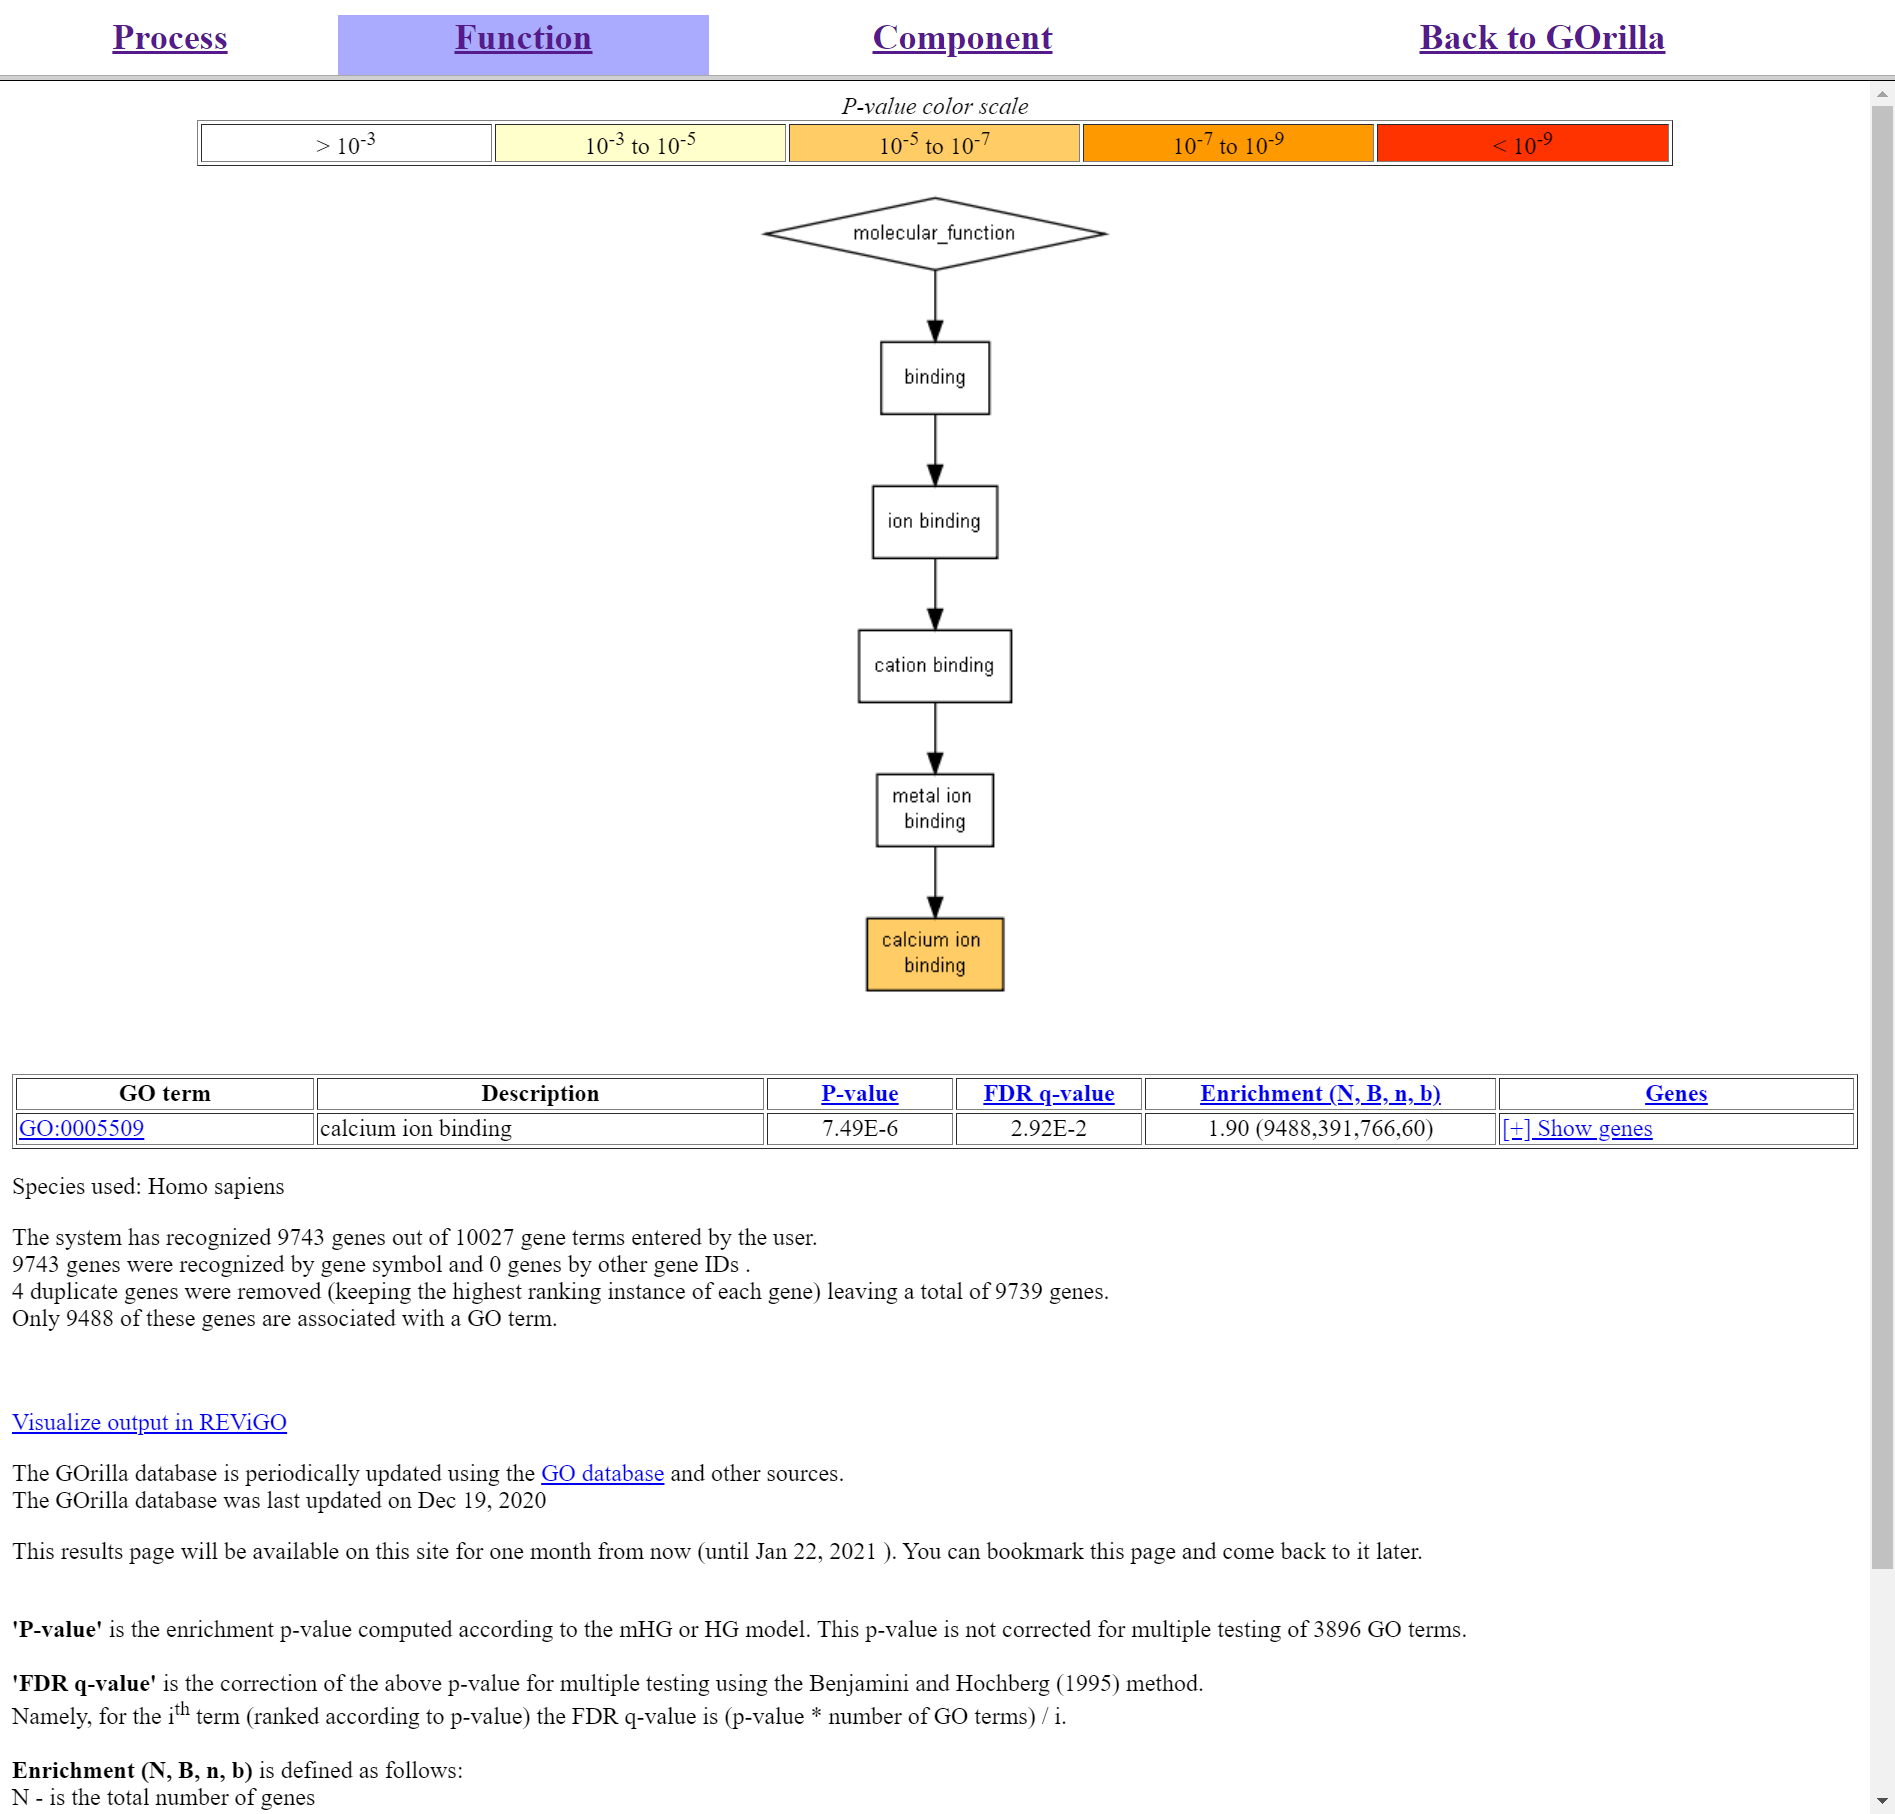 Process Function Component Back to GOrilla
P-value color scale
> 10^-3 10^-3 to 10^-5 10^-5 to 10^-7 10^-7 to 10^-9 < 10^-9
molecular_function
binding
ion binding
cation binding
metal ion
binding
calcium ion
binding
GO term Description P-value FDR q-value Enrichment (N, B, n, b) Genes
GO:0005509 calcium ion binding 7.49E-6 2.92E-2 1.90 (9488,391,766,60) [+] Show genes
Species used: Homo sapiens
The system has recognized 9743 genes out of 10027 gene terms entered by the user.
9743 genes were recognized by gene symbol and 0 genes by other gene IDs .
4 duplicate genes were removed (keeping the highest ranking instance of each gene) leaving a total of 9739 genes.
Only 9488 of these genes are associated with a GO term.
Visualize output in REViGO
The GOrilla database is periodically updated using the GO database and other sources.
The GOrilla database was last updated on Dec 19, 2020
This results page will be available on this site for one month from now (until Jan 22, 2021 ). You can bookmark this page and come back to it later.
'P-value' is the enrichment p-value computed according to the mHG or HG model. This p-value is not corrected for multiple testing of 3896 GO terms.
'FDR q-value' is the correction of the above p-value for multiple testing using the Benjamini and Hochberg (1995) method.
Namely, for the i^th term (ranked according to p-value) the FDR q-value is (p-value * number of GO terms) / i.
Enrichment (N, B, n, b) is defined as follows:
N - is the total number of genes